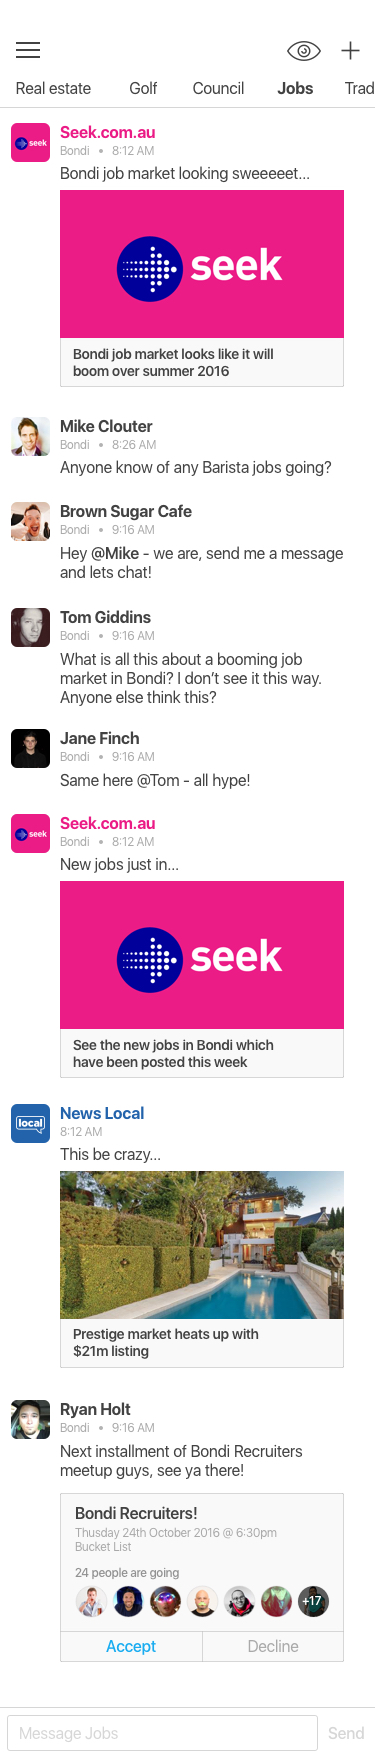 Real estate Golf Council Jobs Trad
Seek.com.au
Bondi • 8:12 AM
Bondi job market looking sweeeeet...
seek
seek
Bondi job market looks like it will
boom over summer 2016
Mike Clouter
Bondi • 8:26 AM
Anyone know of any Barista jobs going?
Brown Sugar Cafe
Bondi • 9:16 AM
Hey @Mike - we are, send me a message
and lets chat!
Tom Giddins
Bondi • 9:16 AM
What is all this about a booming job
market in Bondi? I don’t see it this way.
Anyone else think this?
Jane Finch
Bondi • 9:16 AM
Same here @Tom - all hype!
Seek.com.au
seek
Bondi • 8:12 AM
New jobs just in...
seek
See the new jobs in Bondi which
have been posted this week
News Local
local
8:12 AM
This be crazy...
Prestige market heats up with
$21m listing
Ryan Holt
Bondi • 9:16 AM
Next installment of Bondi Recruiters
meetup guys, see ya there!
Bondi Recruiters!
Thusday 24th October 2016 @ 6:30pm
Bucket List
24 people are going
+17
Accept Decline
Message Jobs Send